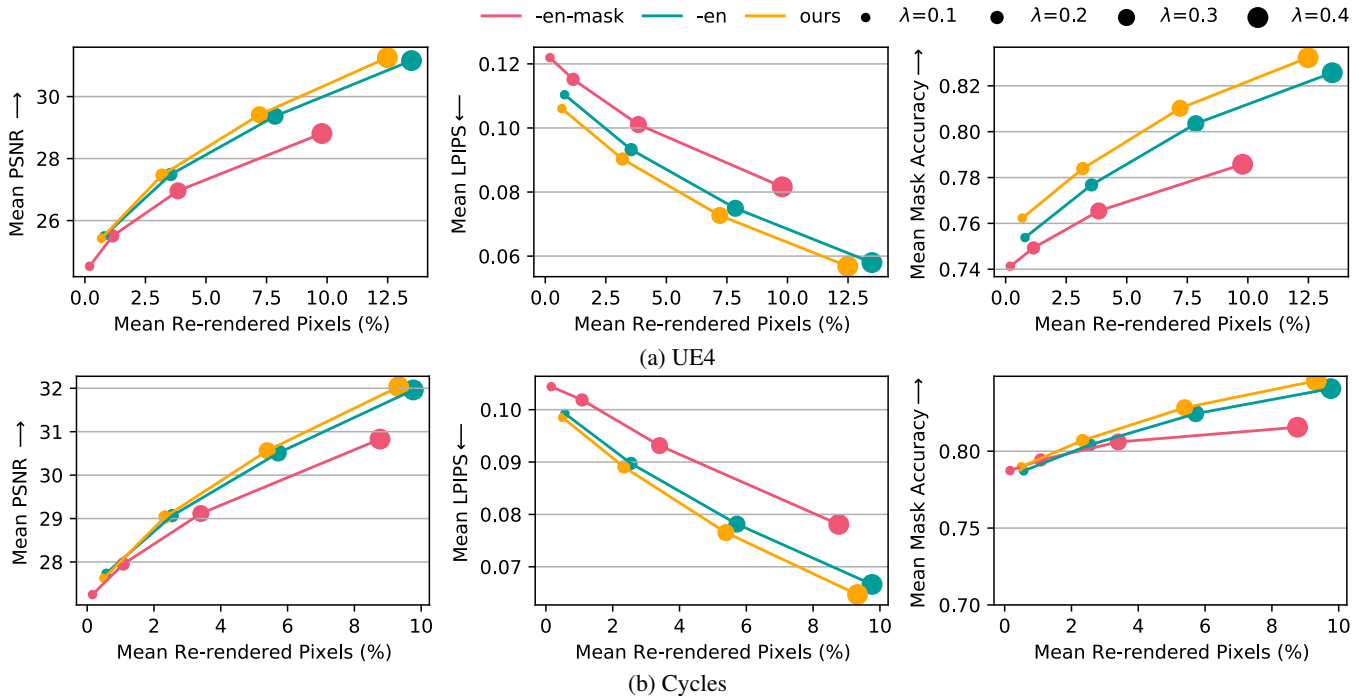 -en-mask -en ours λ=0.1 λ=0.2 λ=0.3 λ=0.4
Mean PSNR →
30
28
26
0.0 2.5 5.0 7.5 10.0 12.5
Mean Re-rendered Pixels (%)
Mean LPIPS←
0.12
0.10
0.08
0.06
0.0 2.5 5.0 7.5 10.0 12.5
Mean Re-rendered Pixels (%)
Mean Mask Accuracy→
0.82
0.80
0.78
0.76
0.74
0.0 2.5 5.0 7.5 10.0 12.5
Mean Re-rendered Pixels (%)
(a) UE4
Mean PSNR →
32
31
30
29
28
0 2 4 6 8 10
Mean Re-rendered Pixels (%)
Mean LPIPS←
0.10
0.09
0.08
0.07
0 2 4 6 8 10
Mean Re-rendered Pixels (%)
Mean Mask Accuracy→
0.80
0.75
0.70
0 2 4 6 8 10
Mean Re-rendered Pixels (%)
(b) Cycles